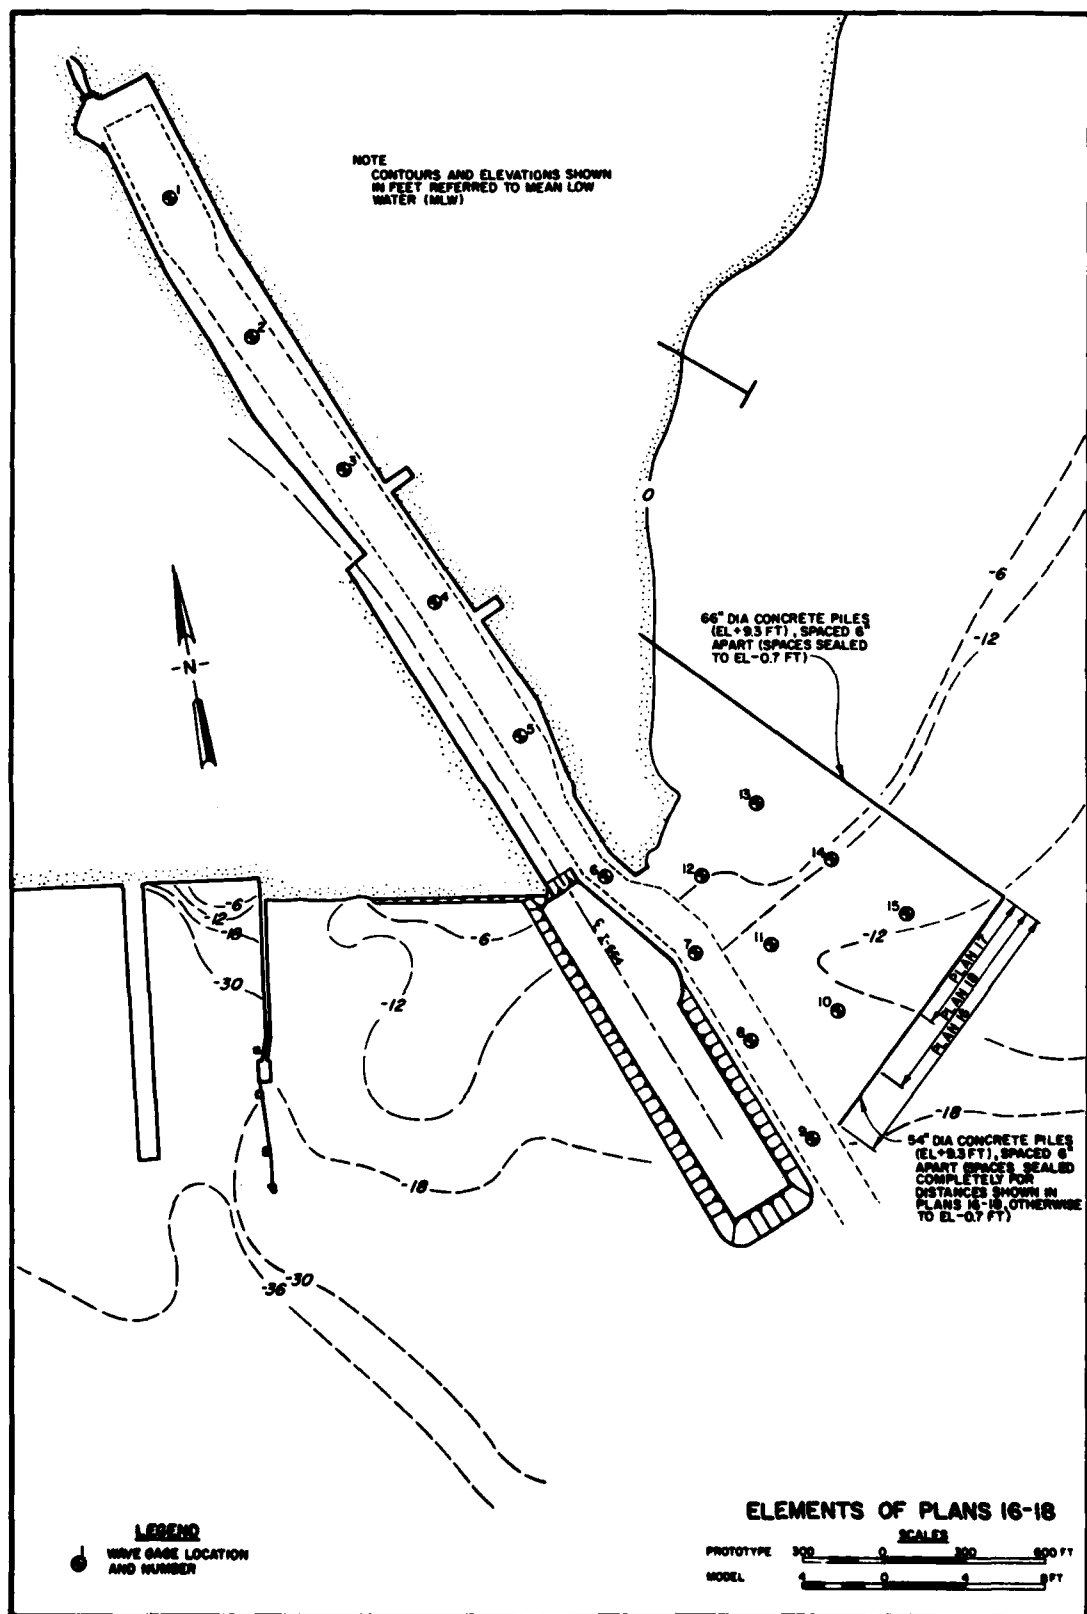 NOTE
CONTOURS AND ELEVATIONS SHOWN
IN FEET REFERRED TO MEAN LOW
WATER (MLW)
1
2
3
4
5
0
-6
-12
66" DIA CONCRETE PILES
(EL+9.3 FT), SPACED 6"
APART (SPACES SEALED
TO EL-0.7 FT)
-N-
13
14
12
6
15
11
7
-12
10
8
9
-6
-12
-18
-30
-6
-12
I-664
PLAN 17
PLAN 18
PLAN 16
-18
-18
54" DIA CONCRETE PILES
(EL+9.3 FT), SPACED 6"
APART (SPACES SEALED
COMPLETELY FOR
DISTANCES SHOWN IN
PLANS 16-18, OTHERWISE
TO EL-0.7 FT)
-30
-36
LEGEND
1
WAVE GAGE LOCATION
AND NUMBER
ELEMENTS OF PLANS 16-18
SCALES
PROTOTYPE 300 0 300 600 FT
MODEL 4 0 4 8 FT